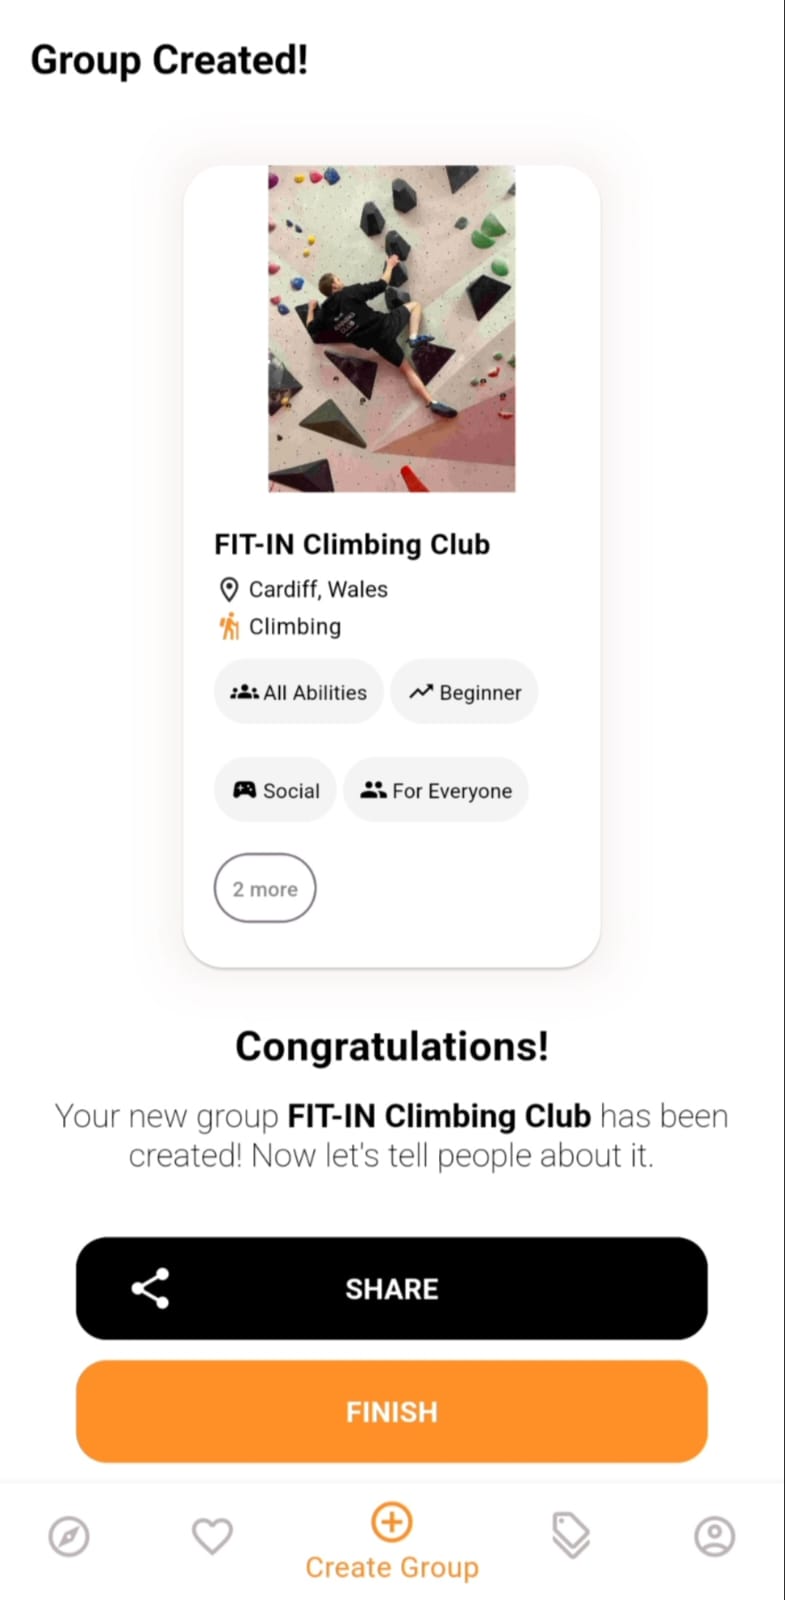 Group Created!
FIT-IN Climbing Club
Cardiff, Wales
Climbing
All Abilities
Beginner
Social
For Everyone
2 more
Congratulations!
Your new group FIT-IN Climbing Club has been
created! Now let's tell people about it.
SHARE
FINISH
Create Group